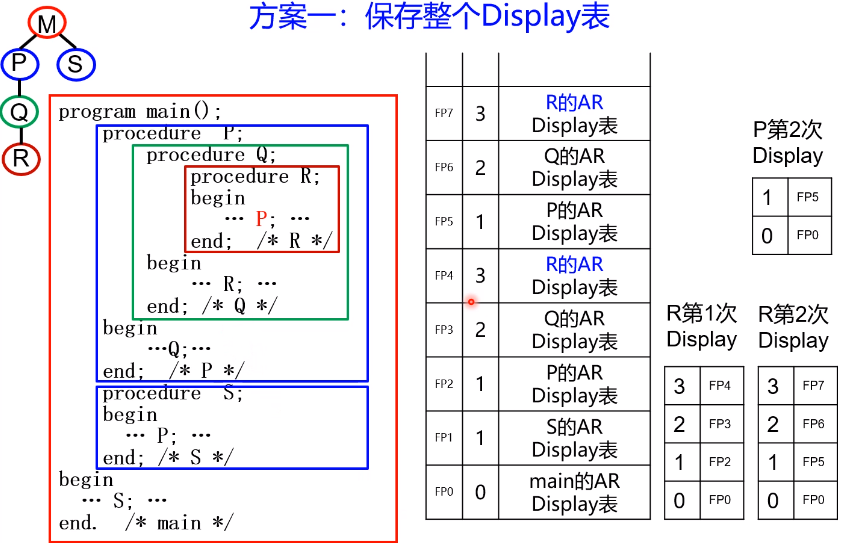 方案一：保存整个Display表
M
P
S
Q
R
program main();
procedure P;
procedure Q;
procedure R;
begin
… P; …
end; /* R */
begin
… R; …
end; /* Q */
begin
…Q;…
end; /* P */
procedure S;
begin
… P; …
end; /* S */
begin
… S; …
end. /* main */
FP7 3 R的AR
Display表
FP6 2 Q的AR
Display表
FP5 1 P的AR
Display表
FP4 3 R的AR
Display表
FP3 2 Q的AR
Display表
FP2 1 P的AR
Display表
FP1 1 S的AR
Display表
FP0 0 main的AR
Display表
P第2次
Display
1 FP5
0 FP0
R第1次
Display
3 FP4
2 FP3
1 FP2
0 FP0
R第2次
Display
3 FP7
2 FP6
1 FP5
0 FP0